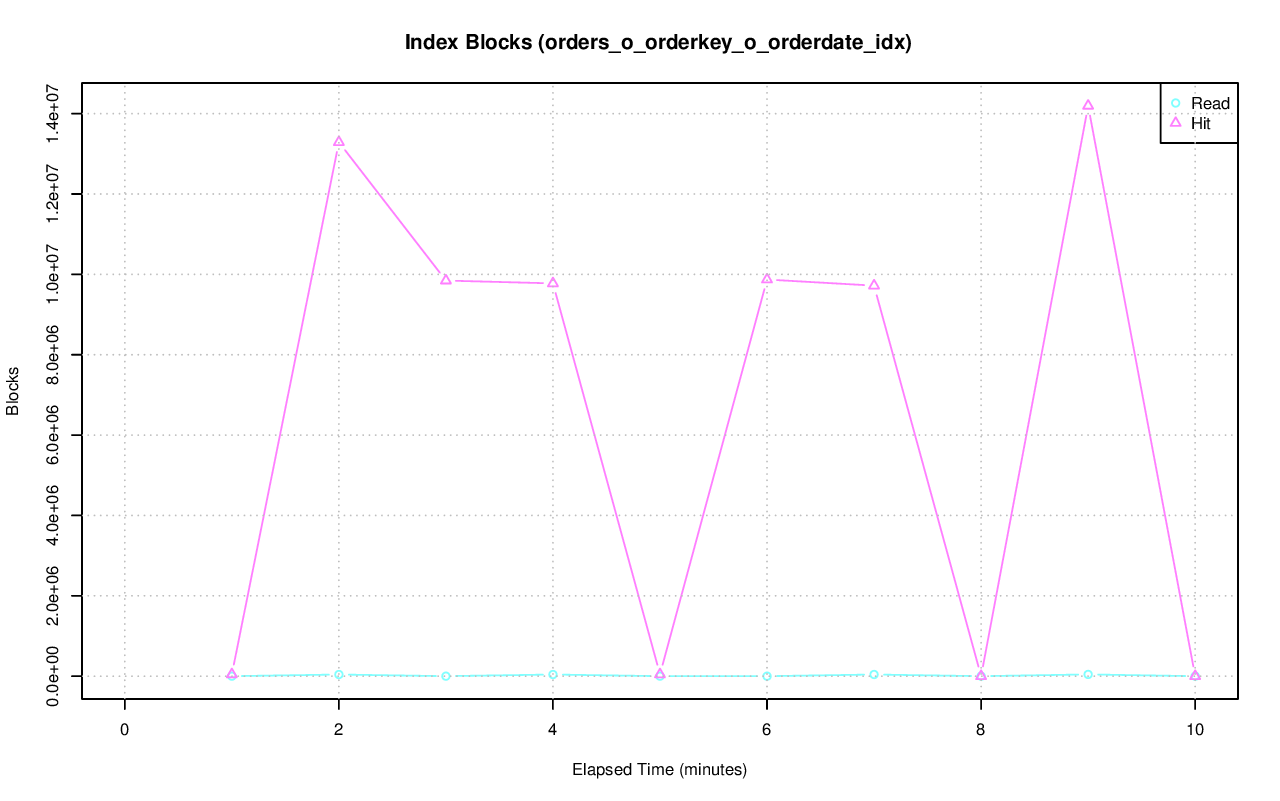 Index Blocks (orders_o_orderkey_o_orderdate_idx)
Read
Hit
Blocks
1.4e+07
1.2e+07
1.0e+07
8.0e+06
6.0e+06
4.0e+06
2.0e+06
0.0e+00
0 2 4 6 8 10
Elapsed Time (minutes)